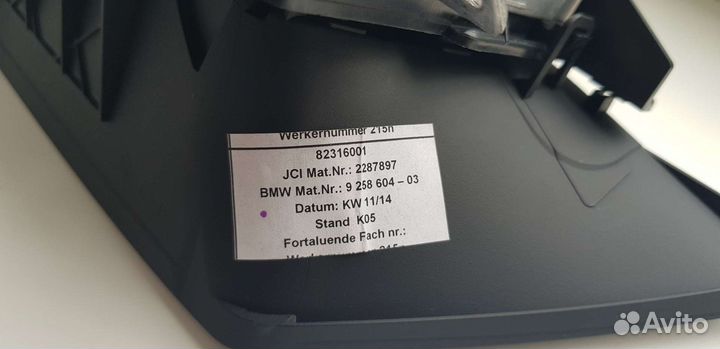 Werkernummer 215h
82316001
JCI Mat.Nr.: 2287897
BMW Mat.Nr.: 9 258 604 – 03
Datum: KW 11/14
Stand K05
Fortaluende Fach nr.:
Avito